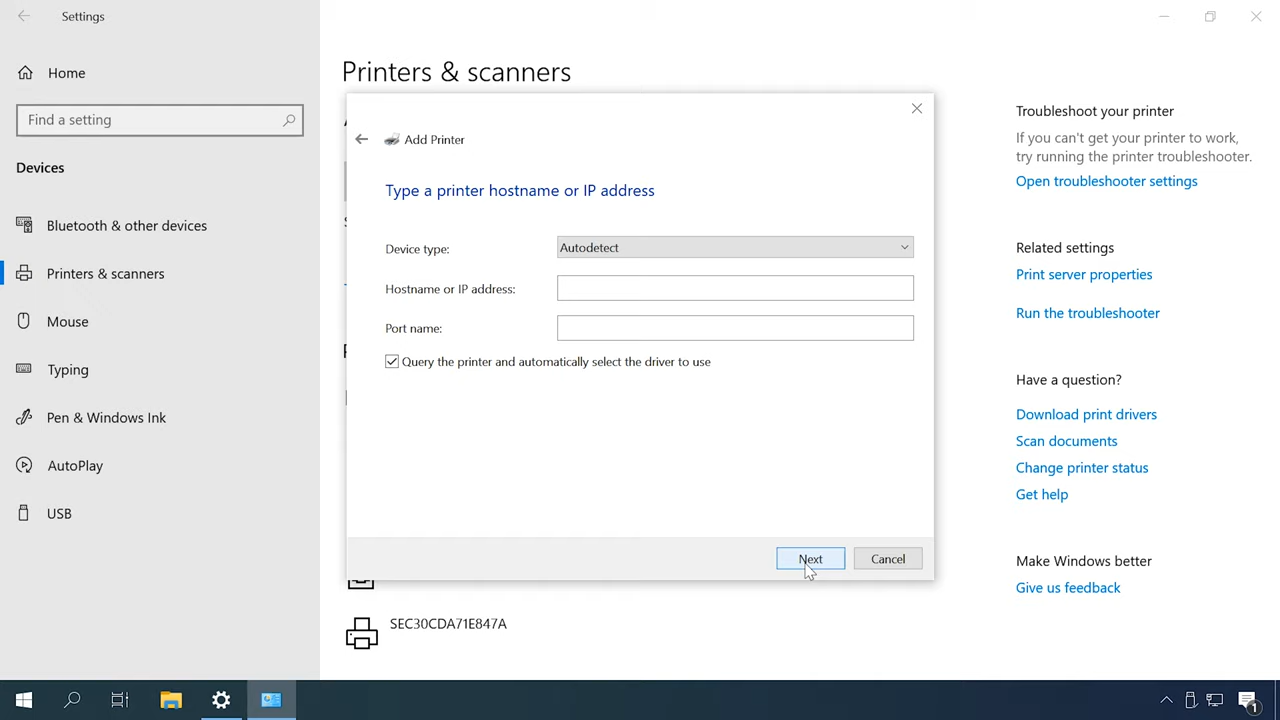 Settings
Home
Find a setting
Devices
Bluetooth & other devices
Printers & scanners
Mouse
Typing
Pen & Windows Ink
AutoPlay
USB
Printers & scanners
Add Printer
Type a printer hostname or IP address
Device type:
Autodetect
Hostname or IP address:
Port name:
Query the printer and automatically select the driver to use
Next
Cancel
SEC30CDA71E847A
Troubleshoot your printer
If you can't get your printer to work,
try running the printer troubleshooter.
Open troubleshooter settings
Related settings
Print server properties
Run the troubleshooter
Have a question?
Download print drivers
Scan documents
Change printer status
Get help
Make Windows better
Give us feedback
1